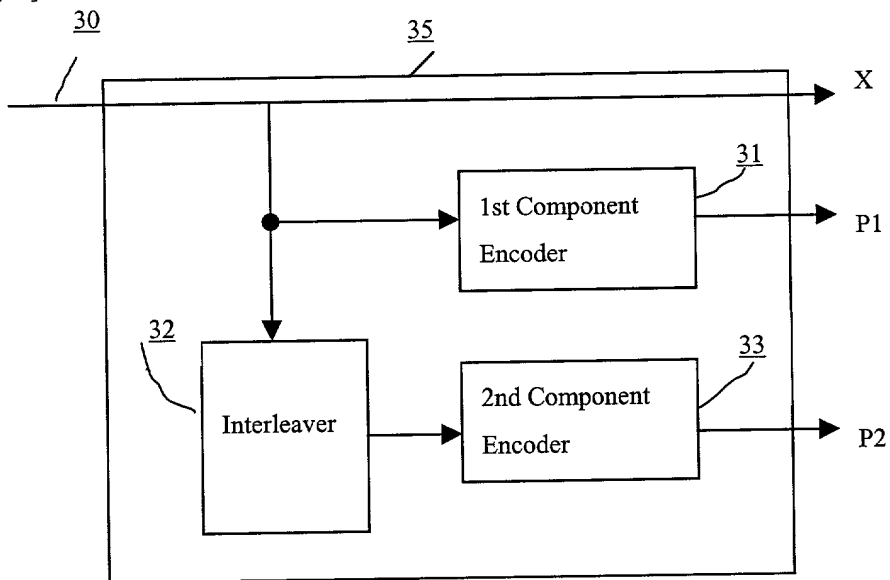 30
35
X
31
1st Component
Encoder
P1
32
Interleaver
33
2nd Component
Encoder
P2